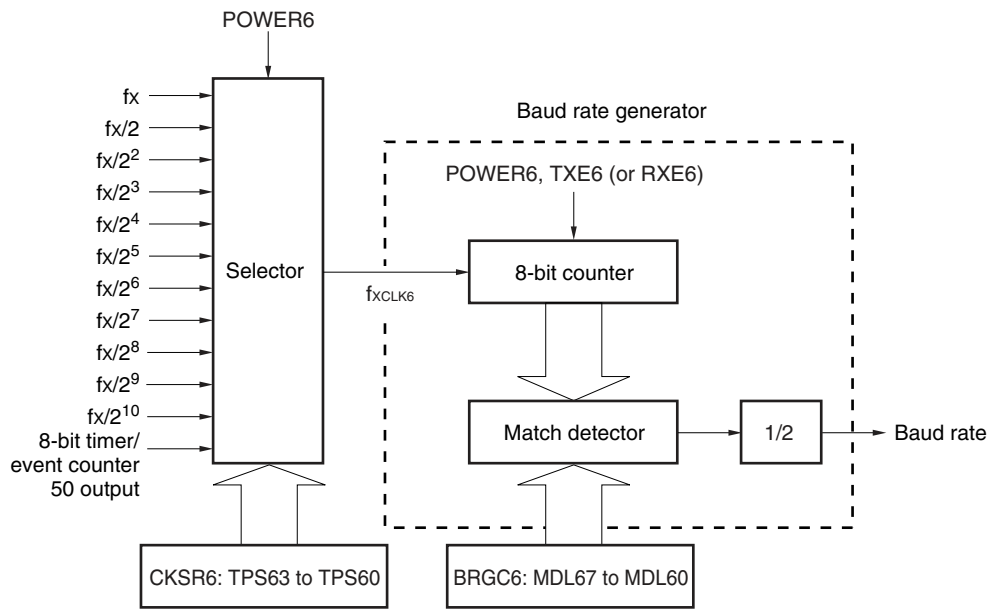 POWER6
fx
fx/2
fx/2²
fx/2³
fx/2⁴
fx/2⁵
fx/2⁶
fx/2⁷
fx/2⁸
fx/2⁹
fx/2¹⁰
8-bit timer/
event counter
50 output
Selector
fXCLK6
Baud rate generator
POWER6, TXE6 (or RXE6)
8-bit counter
Match detector
1/2
Baud rate
CKSR6: TPS63 to TPS60
BRGC6: MDL67 to MDL60